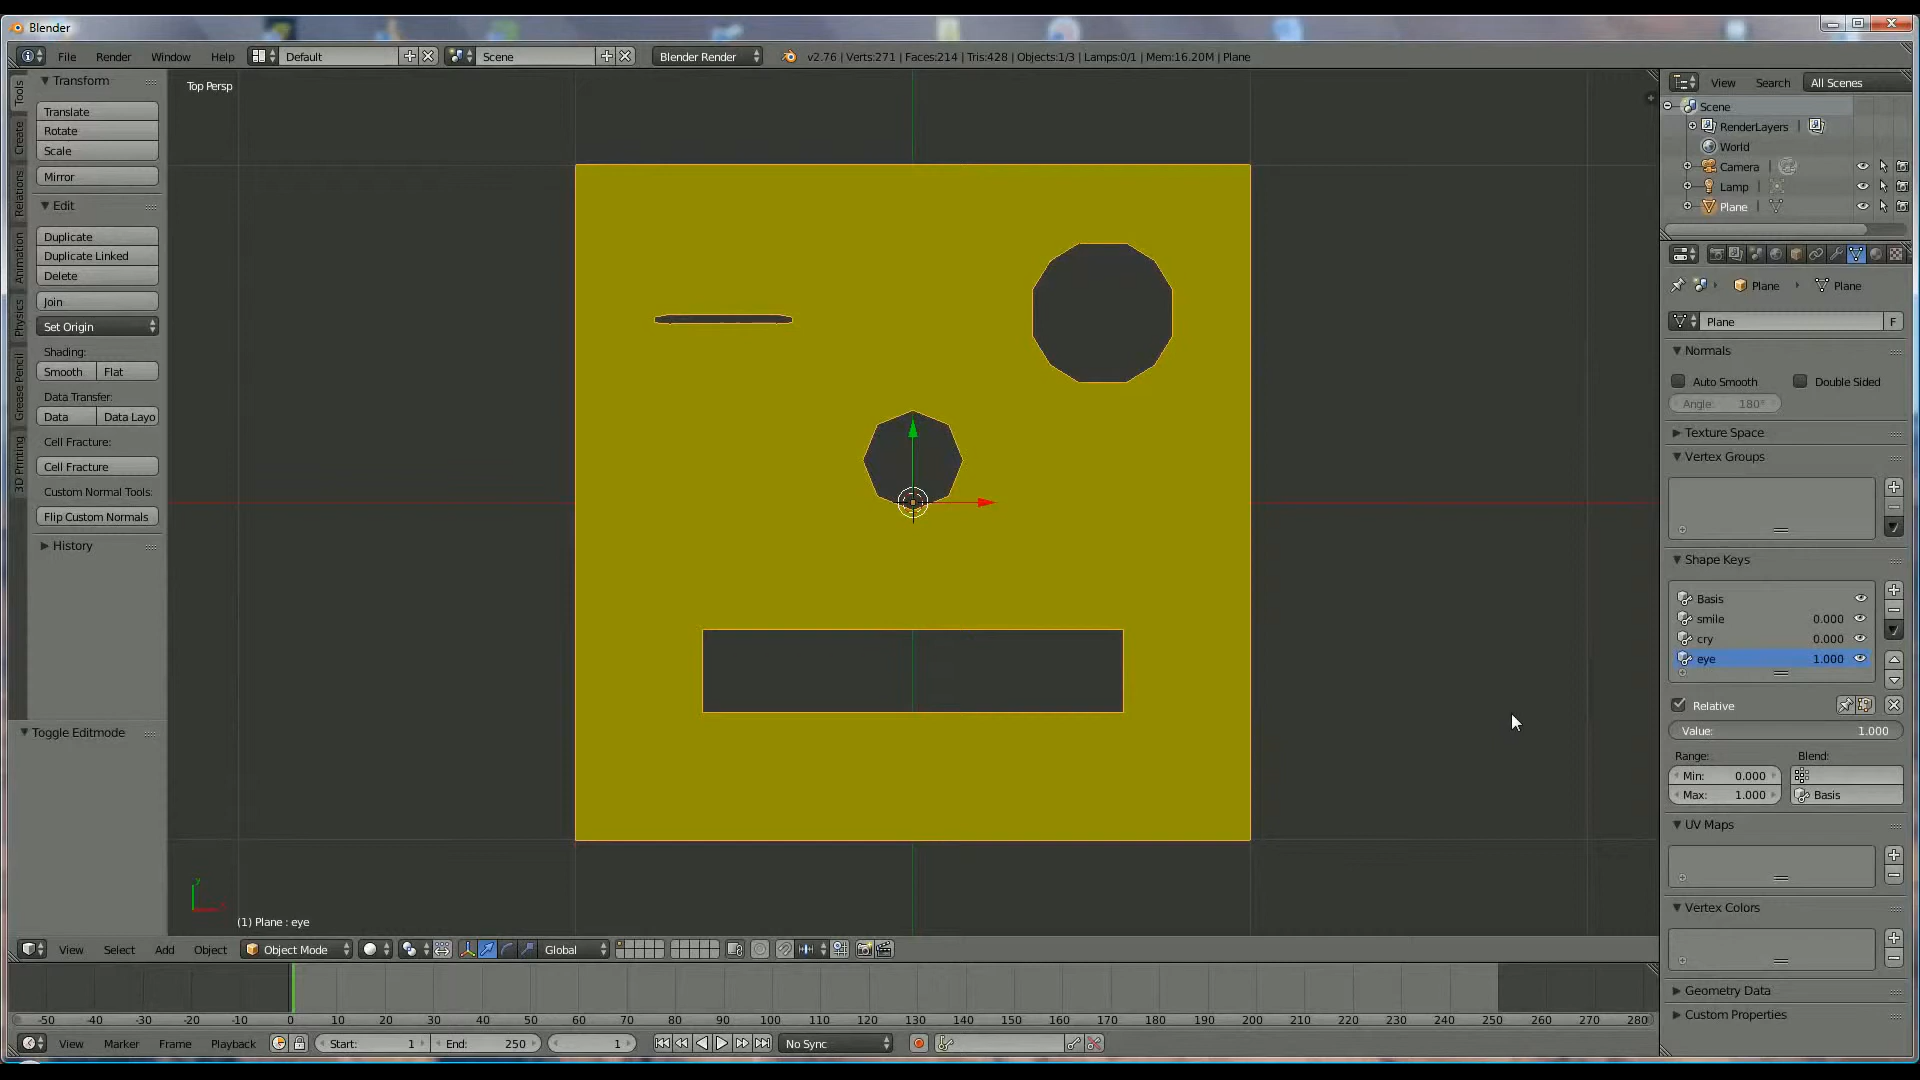 Blender
File Render Window Help Default Scene Blender Render v2.76 | Verts:271 | Faces:214 | Tris:428 | Objects:1/3 | Lamps:0/1 | Mem:16.20M | Plane
Tools
Create
Relations
Animation
Physics
Grease Pencil
3D Printing
Transform
Translate
Rotate
Scale
Mirror
Edit
Duplicate
Duplicate Linked
Delete
Join
Set Origin
Shading:
Smooth Flat
Data Transfer:
Data Data Layo
Cell Fracture:
Cell Fracture
Custom Normal Tools:
Flip Custom Normals
History
Toggle Editmode
Top Persp
y
x
(1) Plane : eye
View Select Add Object Object Mode Global
-50 -40 -30 -20 -10 0 10 20 30 40 50 60 70 80 90 100 110 120 130 140 150 160 170 180 190 200 210 220 230 240 250 260 270 280
View Marker Frame Playback Start: 1 End: 250 1 No Sync
View Search All Scenes
Scene
RenderLayers
World
Camera
Lamp
Plane
Plane Plane
Plane F
Normals
Auto Smooth Double Sided
Angle: 180°
Texture Space
Vertex Groups
Shape Keys
Basis
smile 0.000
cry 0.000
eye 1.000
Relative
Value: 1.000
Range: Blend:
Min: 0.000
Max: 1.000 Basis
UV Maps
Vertex Colors
Geometry Data
Custom Properties